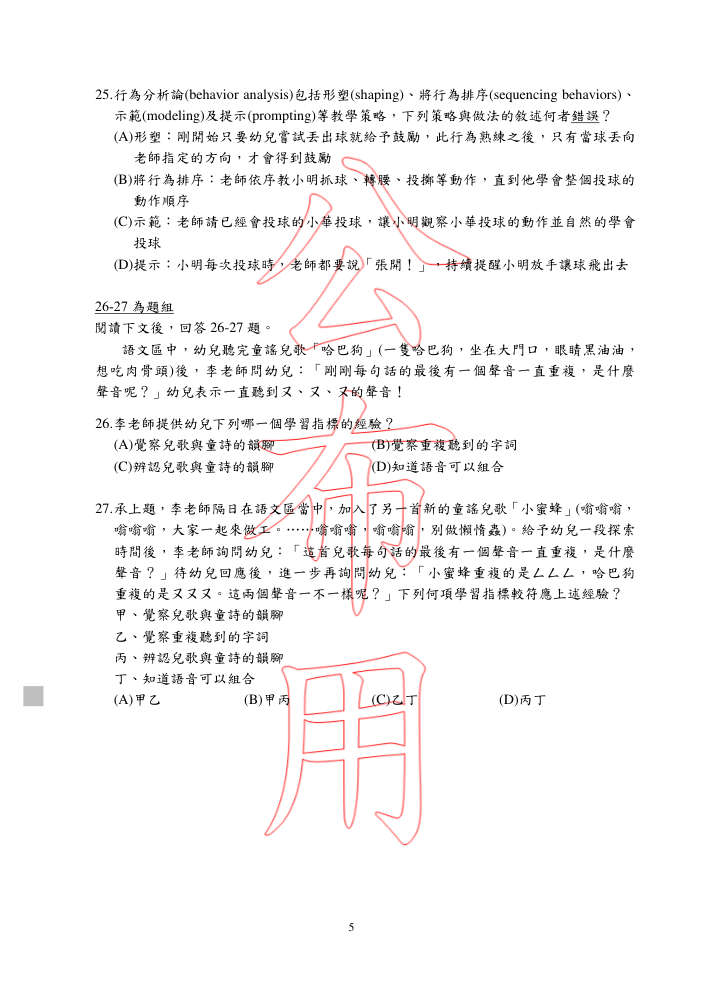 25.行為分析論(behavior analysis)包括形塑(shaping)、將行為排序(sequencing behaviors)、
示範(modeling)及提示(prompting)等教學策略，下列策略與做法的敘述何者錯誤？
(A)形塑：剛開始只要幼兒嘗試丟出球就給予鼓勵，此行為熟練之後，只有當球丟向
老師指定的方向，才會得到鼓勵
(B)將行為排序：老師依序教小明抓球、轉腰、投擲等動作，直到他學會整個投球的
動作順序
(C)示範：老師請已經會投球的小華投球，讓小明觀察小華投球的動作並自然的學會
投球
(D)提示：小明每次投球時，老師都要說「張開！」，持續提醒小明放手讓球飛出去
26-27 為題組
閱讀下文後，回答 26-27 題。
語文區中，幼兒聽完童謠兒歌「哈巴狗」(一隻哈巴狗，坐在大門口，眼睛黑油油，
想吃肉骨頭)後，李老師問幼兒：「剛剛每句話的最後有一個聲音一直重複，是什麼
聲音呢？」幼兒表示一直聽到ㄡ、ㄡ、ㄡ的聲音！
26.李老師提供幼兒下列哪一個學習指標的經驗？
(A)覺察兒歌與童詩的韻腳 (B)覺察重複聽到的字詞
(C)辨認兒歌與童詩的韻腳 (D)知道語音可以組合
27.承上題，李老師隔日在語文區當中，加入了另一首新的童謠兒歌「小蜜蜂」(嗡嗡嗡，
嗡嗡嗡，大家一起來做工。……嗡嗡嗡，嗡嗡嗡，別做懶惰蟲)。給予幼兒一段探索
時間後，李老師詢問幼兒：「這首兒歌每句話的最後有一個聲音一直重複，是什麼
聲音？」待幼兒回應後，進一步再詢問幼兒：「小蜜蜂重複的是ㄥㄥㄥ，哈巴狗
重複的是ㄡㄡㄡ。這兩個聲音一不一樣呢？」下列何項學習指標較符應上述經驗？
甲、覺察兒歌與童詩的韻腳
乙、覺察重複聽到的字詞
丙、辨認兒歌與童詩的韻腳
丁、知道語音可以組合
(A)甲乙 (B)甲丙 (C)乙丁 (D)丙丁
公布用
5